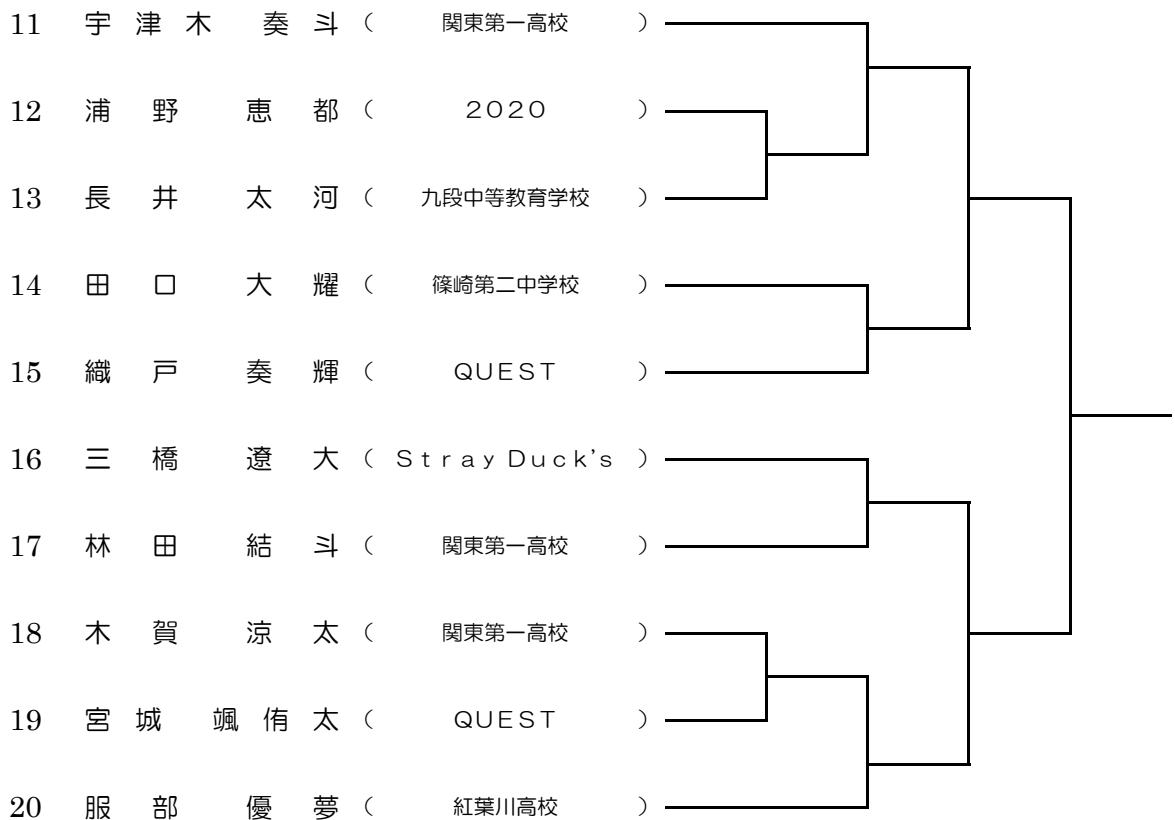 11 宇津木 奏斗 （ 関東第一高校 ）
12 浦野 恵都 （ ２０２０ ）
13 長井 太河 （ 九段中等教育学校 ）
14 田口 大耀 （ 篠崎第二中学校 ）
15 織戸 奏輝 （ ＱＵＥＳＴ ）
16 三橋 遼大 （ Ｓｔｒａｙ Ｄｕｃｋ'ｓ ）
17 林田 結斗 （ 関東第一高校 ）
18 木賀 涼太 （ 関東第一高校 ）
19 宮城 颯侑太 （ ＱＵＥＳＴ ）
20 服部 優夢 （ 紅葉川高校 ）